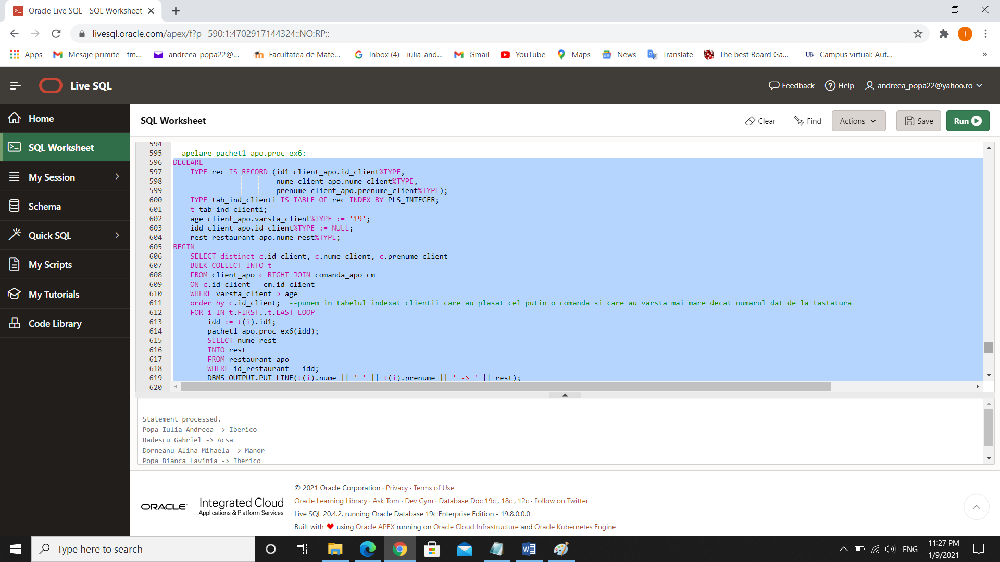 Oracle Live SQL - SQL Worksheet
livesql.oracle.com/apex/f?p=590:1:4702917144324::NO:RP::
I
Apps
Mesaje primite - fm...
andreea_popa22@...
Facultatea de Mate...
Inbox (4) - iulia-and...
Gmail
YouTube
Maps
News
Translate
The best Board Ga...
UB Campus virtual: Aut...
»
Live SQL
Feedback
Help
andreea_popa22@yahoo.ro
Home
SQL Worksheet
My Session
Schema
Quick SQL
My Scripts
My Tutorials
Code Library
SQL Worksheet
Clear
Find
Actions
Save
Run
594
595 --apelare pachet1_apo.proc_ex6:
596 DECLARE
597 TYPE rec IS RECORD (id1 client_apo.id_client%TYPE,
598 nume client_apo.nume_client%TYPE,
599 prenume client_apo.prenume_client%TYPE);
600 TYPE tab_ind_clienti IS TABLE OF rec INDEX BY PLS_INTEGER;
601 t tab_ind_clienti;
602 age client_apo.varsta_client%TYPE := '19';
603 idd client_apo.id_client%TYPE := NULL;
604 rest restaurant_apo.nume_rest%TYPE;
605 BEGIN
606 SELECT distinct c.id_client, c.nume_client, c.prenume_client
607 BULK COLLECT INTO t
608 FROM client_apo c RIGHT JOIN comanda_apo cm
609 ON c.id_client = cm.id_client
610 WHERE varsta_client > age
611 order by c.id_client; --punem in tabelul indexat clientii care au plasat cel putin o comanda si care au varsta mai mare decat numarul dat de la tastatura
612 FOR i IN t.FIRST..t.LAST LOOP
613 idd := t(i).id1;
614 pachet1_apo.proc_ex6(idd);
615 SELECT nume_rest
616 INTO rest
617 FROM restaurant_apo
618 WHERE id_restaurant = idd;
619 DBMS_OUTPUT.PUT_LINE(t(i).nume || ' ' || t(i).prenume || ' -> ' || rest);
620
Statement processed.
Popa Iulia Andreea -> Iberico
Badescu Gabriel -> Acsa
Dorneanu Alina Mihaela -> Manor
Popa Bianca Lavinia -> Iberico
ORACLE
Integrated Cloud
Applications & Platform Services
© 2021 Oracle Corporation · Privacy · Terms of Use
Oracle Learning Library · Ask Tom · Dev Gym · Database Doc 19c , 18c , 12c · Follow on Twitter
Live SQL 20.4.2, running Oracle Database 19c Enterprise Edition - 19.8.0.0.0
Built with ❤ using Oracle APEX running on Oracle Cloud Infrastructure and Oracle Kubernetes Engine
Type here to search
ENG
11:27 PM
1/9/2021